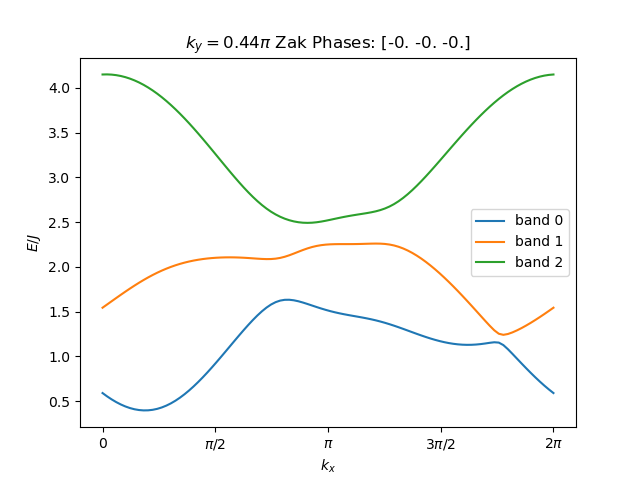 $k_y = 0.44\pi$ Zak Phases: [-0. -0. -0.]
E/J
4.0
3.5
3.0
2.5
2.0
1.5
1.0
0.5
band 0
band 1
band 2
0
π/2
π
3π/2
2π
$k_x$